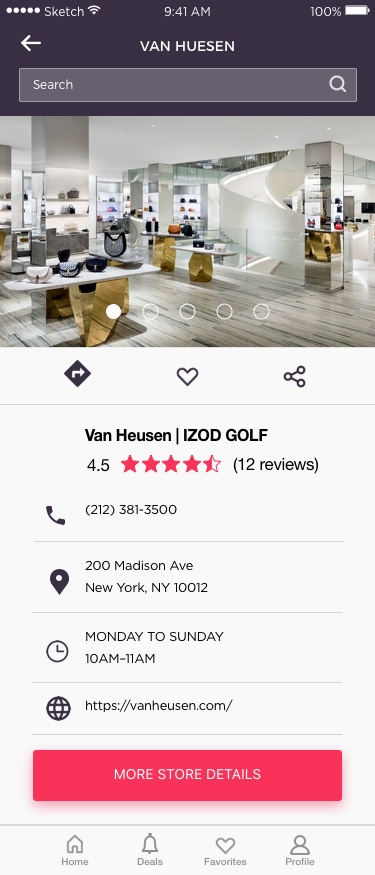 Sketch 9:41 AM 100%
VAN HUESEN
Search
Van Heusen | IZOD GOLF
4.5 (12 reviews)
(212) 381-3500
200 Madison Ave
New York, NY 10012
MONDAY TO SUNDAY
10AM–11AM
https://vanheusen.com/
MORE STORE DETAILS
Home Deals Favorites Profile